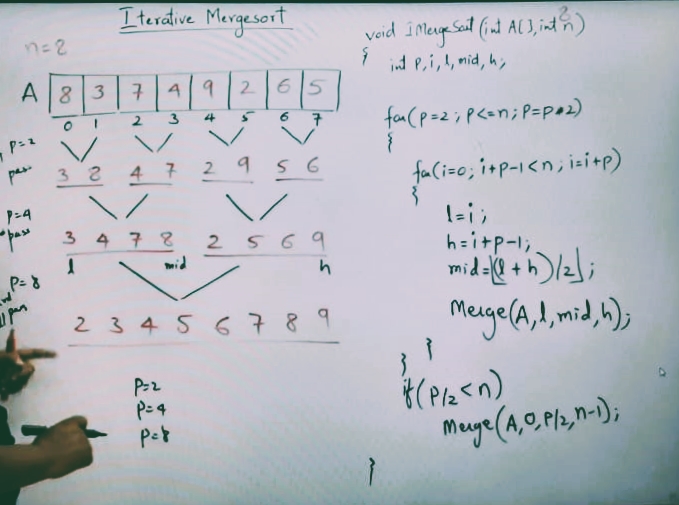 Iterative Mergesort
n=8
A 8 3 7 4 9 2 6 5
0 1 2 3 4 5 6 7
P=2
pass
3 8 4 7 2 9 5 6
P=4
pass
3 4 7 8 2 5 6 9
l mid h
P=8
pass
2 3 4 5 6 7 8 9
P=2
P=4
P=8
void IMergeSort (int A[], int n)
8
{
int P, i, l, mid, h;
for(P=2; P<=n; P=P*2)
{
for(i=0; i+P-1<n; i=i+P)
{
l=i;
h=i+P-1;
mid=⌊(l+h)/2⌋;
Merge(A,l,mid,h);
}
}
if(P/2<n)
Merge(A,0,P/2,n-1);
}